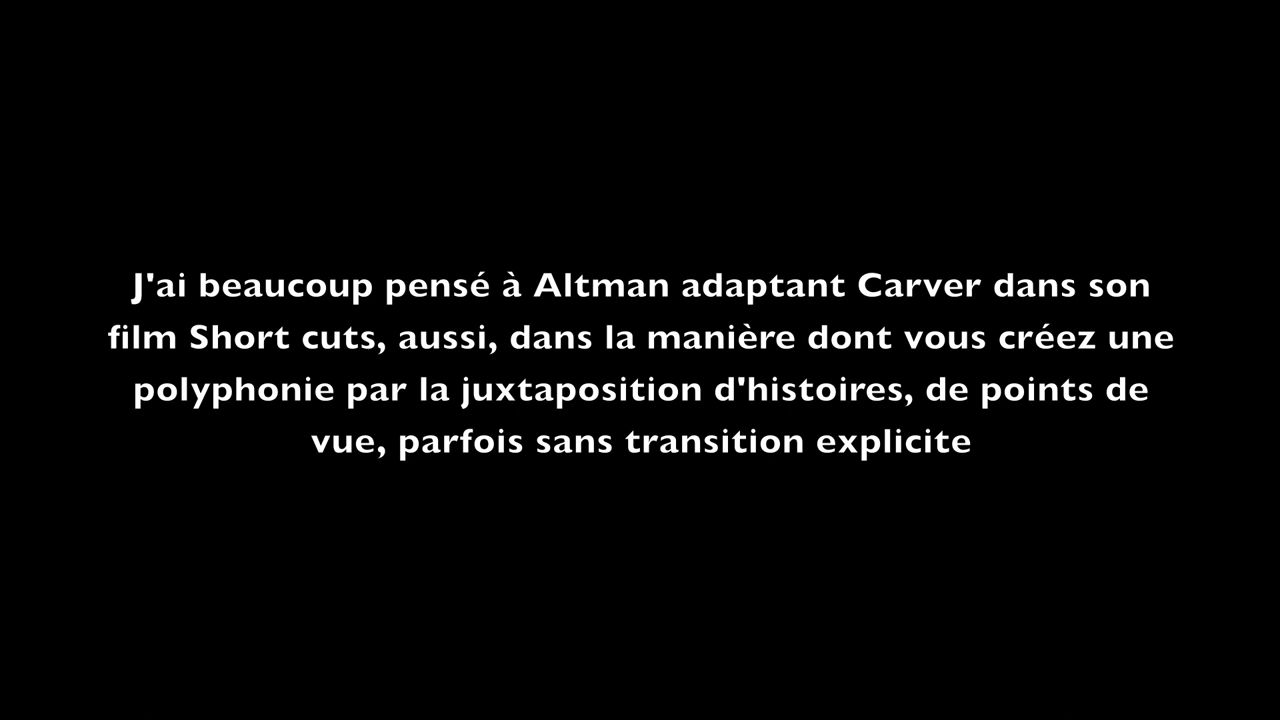 J'ai beaucoup pensé à Altman adaptant Carver dans son
film Short cuts, aussi, dans la manière dont vous créez une
polyphonie par la juxtaposition d'histoires, de points de
vue, parfois sans transition explicite